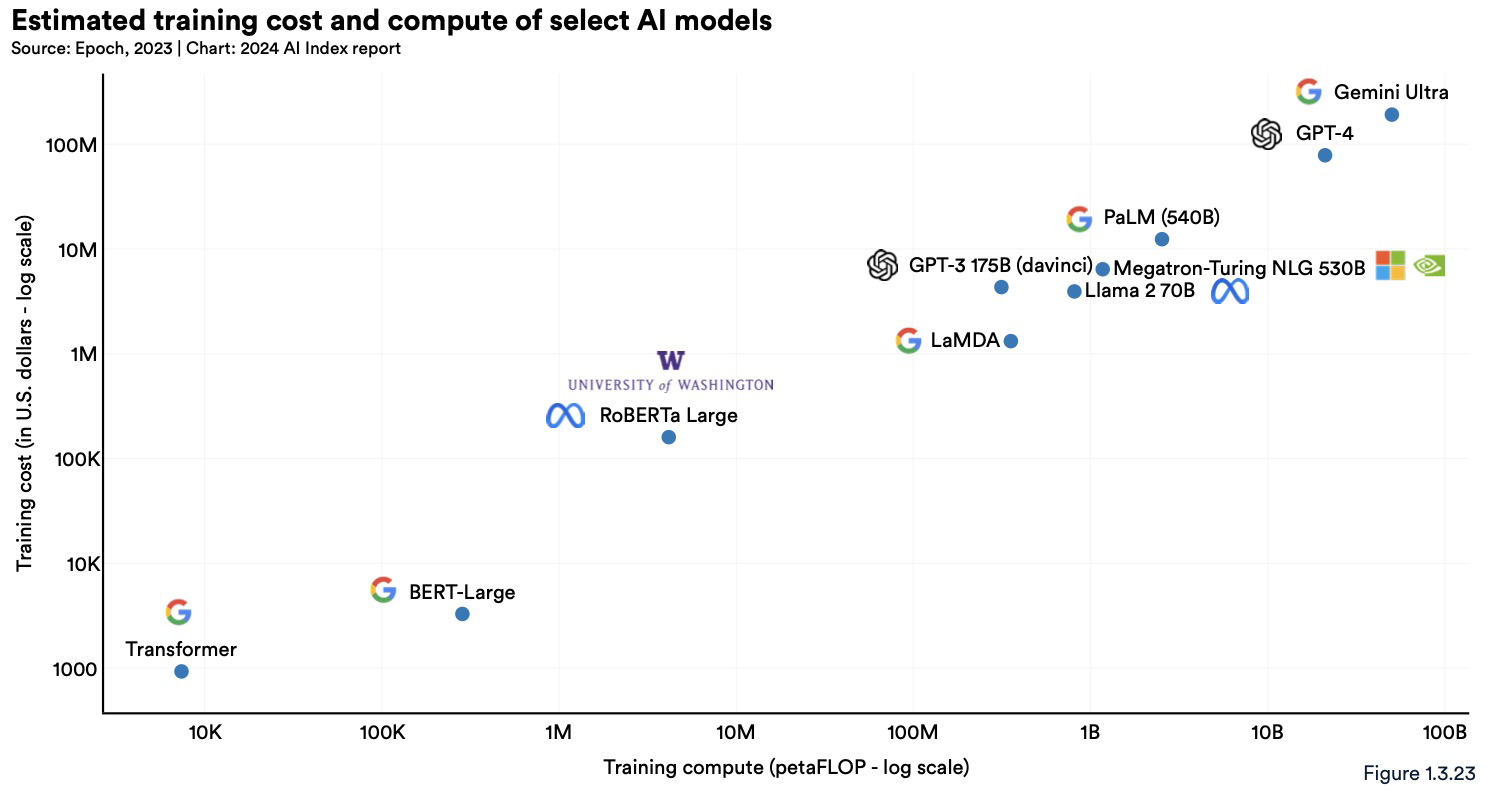 Estimated training cost and compute of select AI models
Source: Epoch, 2023 | Chart: 2024 AI Index report
Training cost (in U.S. dollars - log scale)
100M
10M
1M
100K
10K
1000
Gemini Ultra
GPT-4
PaLM (540B)
GPT-3 175B (davinci)
Megatron-Turing NLG 530B
Llama 2 70B
LaMDA
W
UNIVERSITY of WASHINGTON
RoBERTa Large
BERT-Large
Transformer
10K
100K
1M
10M
100M
1B
10B
100B
Training compute (petaFLOP - log scale)
Figure 1.3.23